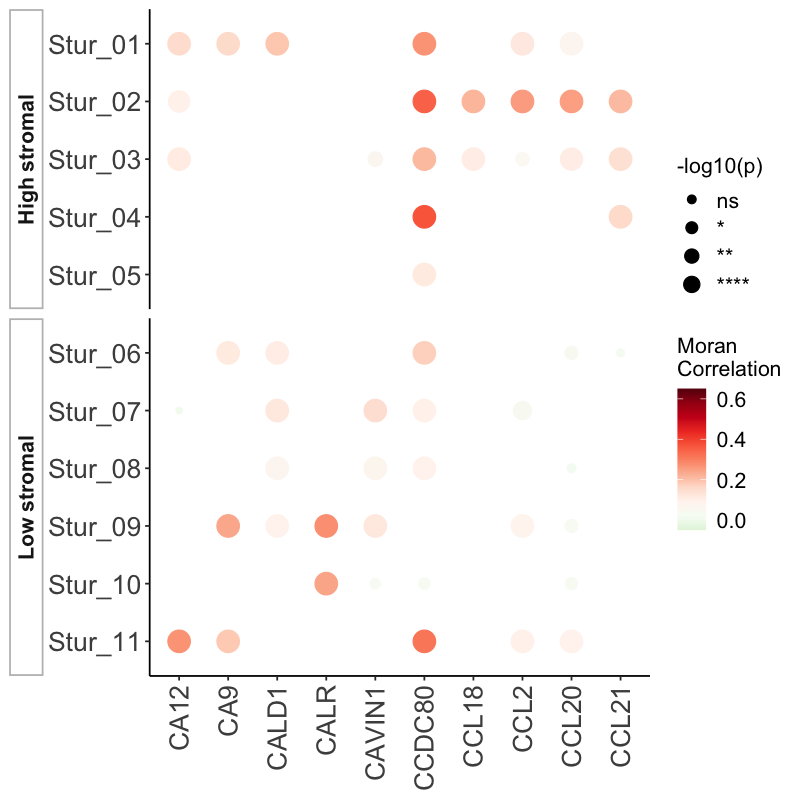 High stromal
Stur_01
Stur_02
Stur_03
Stur_04
Stur_05
Low stromal
Stur_06
Stur_07
Stur_08
Stur_09
Stur_10
Stur_11
CA12
CA9
CALD1
CALR
CAVIN1
CCDC80
CCL18
CCL2
CCL20
CCL21
-log10(p)
ns
*
**
****
Moran
Correlation
0.6
0.4
0.2
0.0